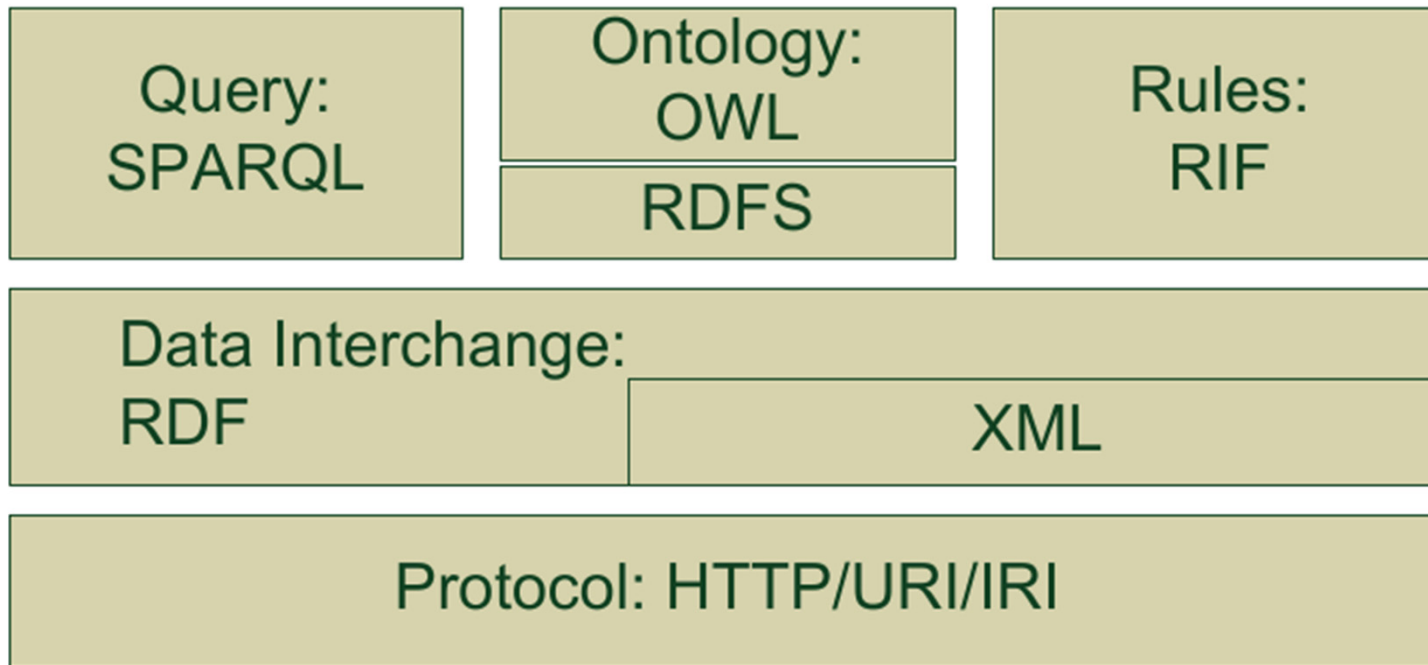 Query:
SPARQL
Ontology:
OWL
RDFS
Rules:
RIF
Data Interchange:
RDF
XML
Protocol: HTTP/URI/IRI